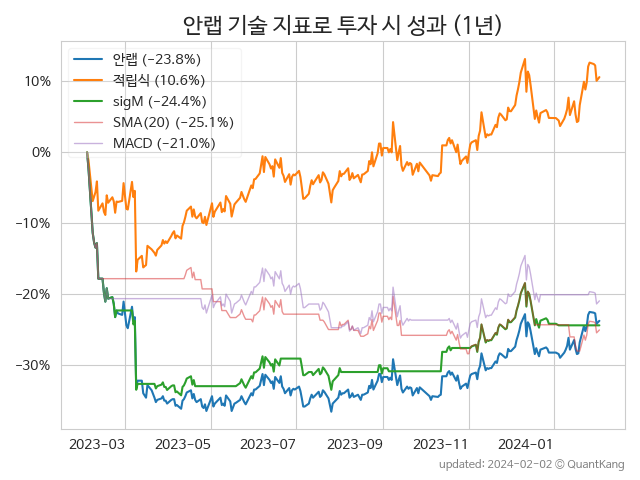 안랩 기술 지표로 투자 시 성과 (1년)
안랩 (−23.8%)
적립식 (10.6%)
sigM (−24.4%)
SMA(20) (−25.1%)
MACD (−21.0%)
10%
0%
−10%
−20%
−30%
2023-03 2023-05 2023-07 2023-09 2023-11 2024-01
updated: 2024-02-02 © QuantKang